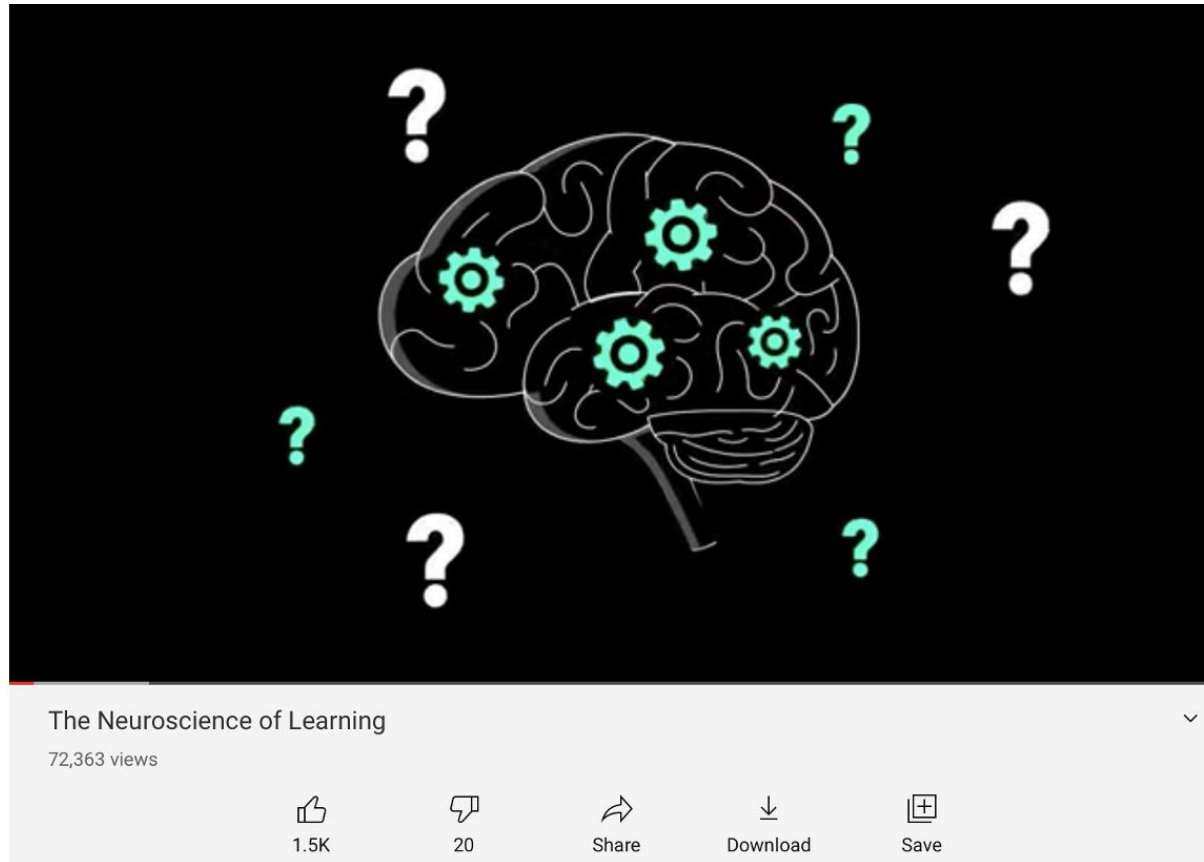 ? ?
?
?
? ?
The Neuroscience of Learning
72,363 views
1.5K 20 Share Download Save